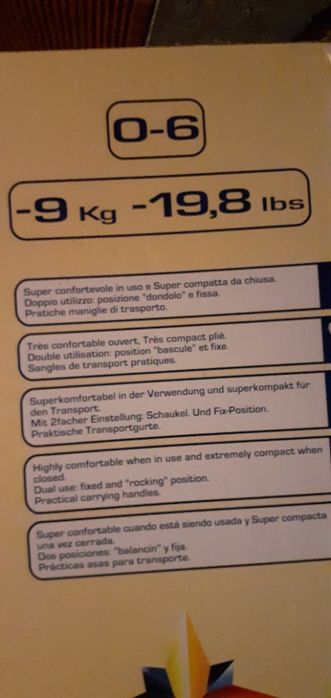 0-6
-9 Kg -19,8 lbs
Super confortevole in uso e Super compatta da chiusa.
Doppio utilizzo: posizione "dondolo" e fissa.
Pratiche maniglie di trasporto.
Très confortable ouvert, Très compact plié.
Double utilisation: position "bascule" et fixe.
Sangles de transport pratiques.
Superkomfortabel in der Verwendung und superkompakt für
den Transport.
Mit 2facher Einstellung: Schaukel. Und Fix-Position.
Praktische Transportgurte.
Highly comfortable when in use and extremely compact when
closed.
Dual use: fixed and "rocking" position.
Practical carrying handles.
Super confortable cuando está siendo usada y Super compacta
una vez cerrada.
Dos posiciones: "balancin" y fija.
Prácticas asas para transporte.